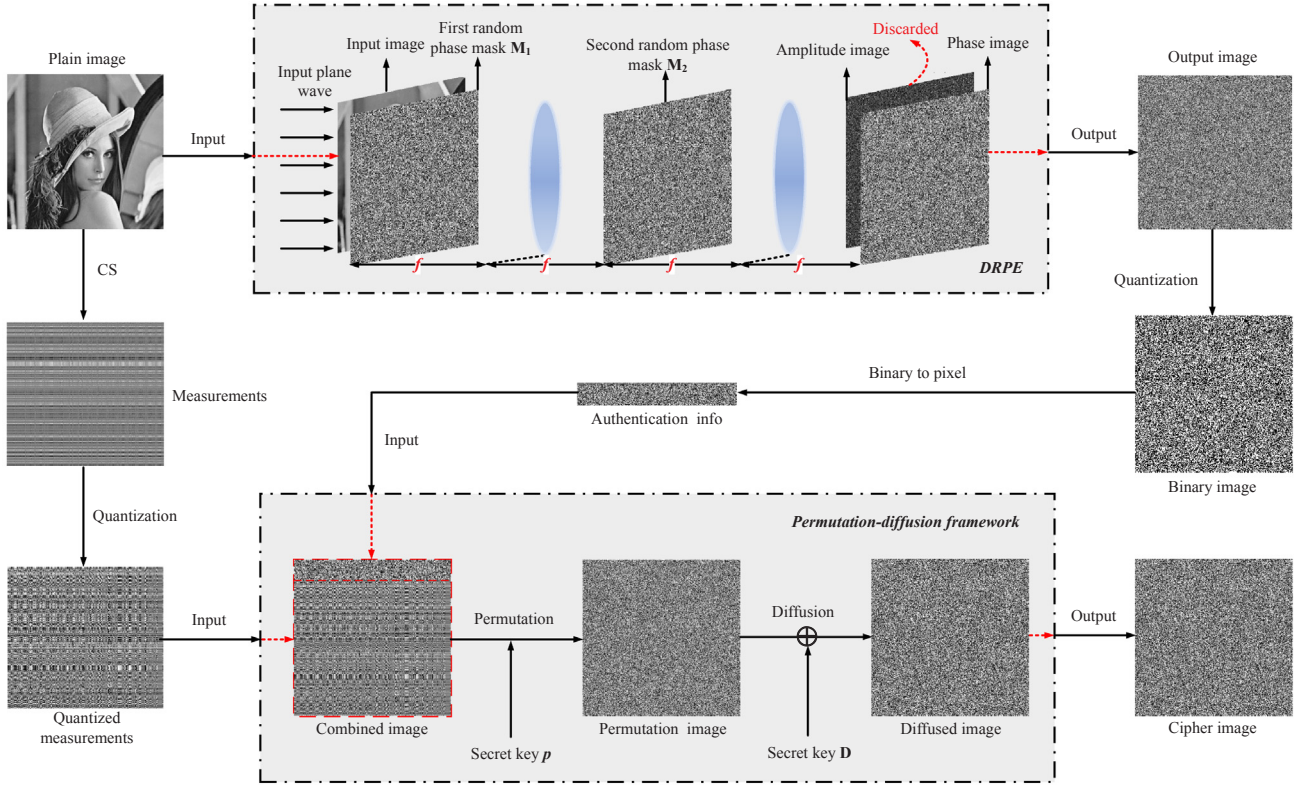 Plain image
Input
CS
Measurements
Quantization
Quantized
measurements
Input
Input plane
wave
Input image
First random
phase mask M1
Second random phase
mask M2
Amplitude image
Discarded
Phase image
f
f
f
f
DRPE
Output
Output image
Quantization
Binary image
Binary to pixel
Authentication info
Input
Permutation-diffusion framework
Combined image
Permutation
Secret key p
Permutation image
Diffusion
Secret key D
Diffused image
Output
Cipher image